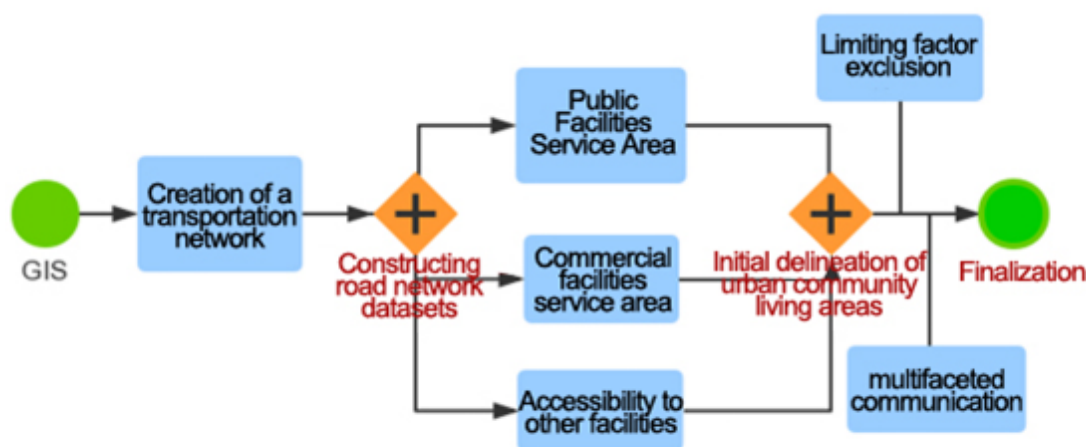 GIS
Creation of a
transportation
network
Constructing
road network
datasets
Public
Facilities
Service Area
Commercial
facilities
service area
Accessibility to
other facilities
Initial delineation of
urban community
living areas
Limiting factor
exclusion
multifaceted
communication
Finalization